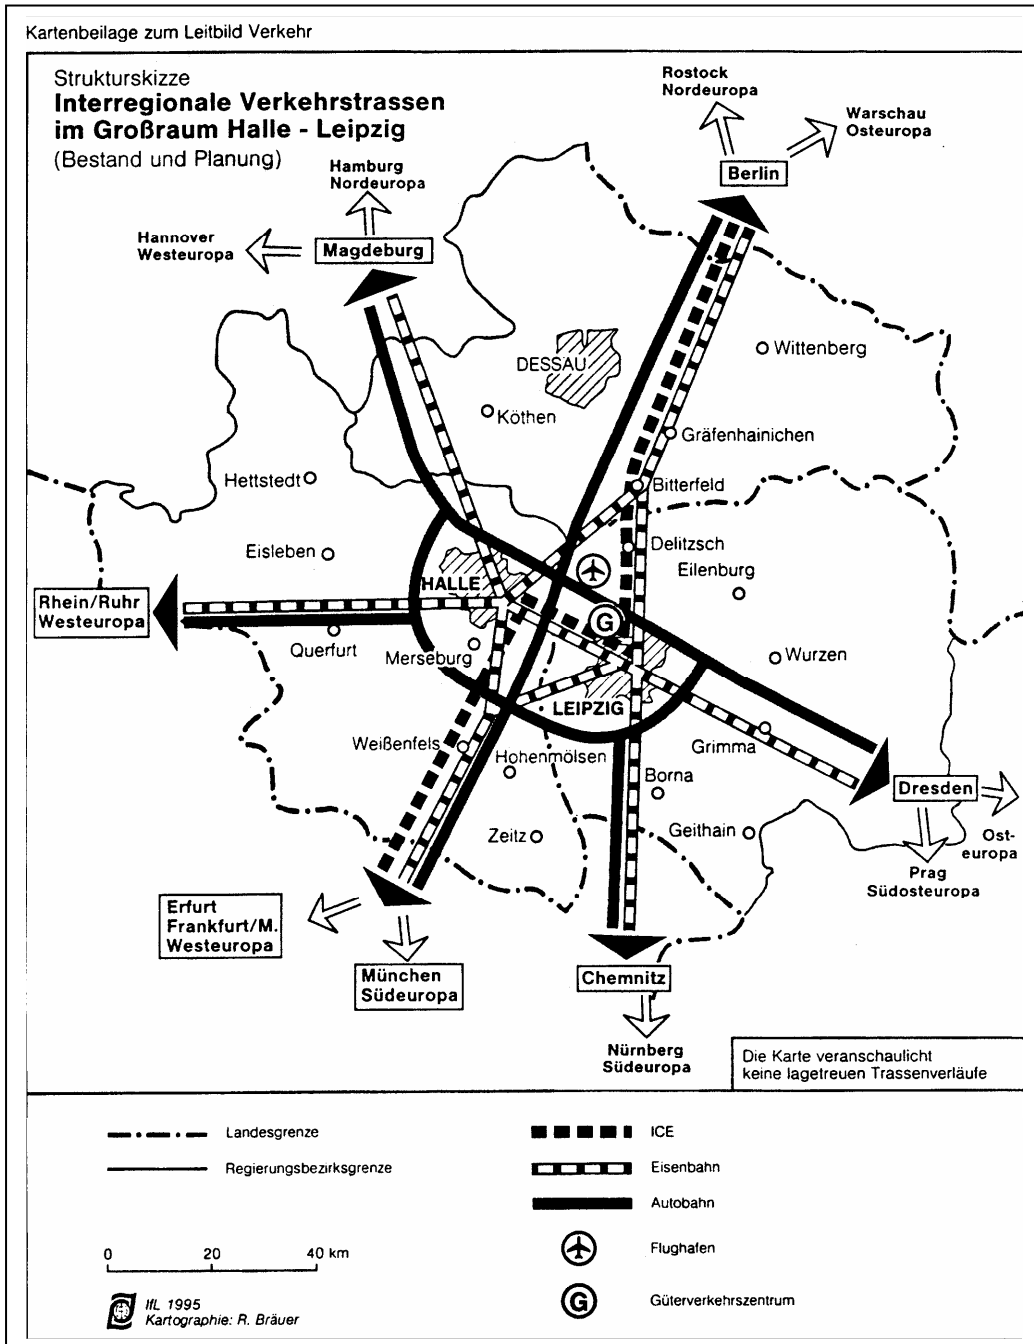 Kartenbeilage zum Leitbild Verkehr
Strukturskizze
Interregionale Verkehrstrassen
im Großraum Halle - Leipzig
(Bestand und Planung)
Rostock
Nordeuropa
Warschau
Osteuropa
Berlin
Hamburg
Nordeuropa
Hannover
Westeuropa
Magdeburg
Wittenberg
DESSAU
Köthen
Gräfenhainichen
Hettstedt
Bitterfeld
Eisleben
Delitzsch
Eilenburg
HALLE
Rhein/Ruhr
Westeuropa
G
Querfurt
Merseburg
Wurzen
LEIPZIG
Weißenfels
Hohenmölsen
Grimma
Borna
Dresden
Zeitz
Geithain
Ost-
europa
Prag
Südosteuropa
Erfurt
Frankfurt/M.
Westeuropa
München
Südeuropa
Chemnitz
Nürnberg
Südeuropa
Die Karte veranschaulicht
keine lagetreuen Trassenverläufe
Landesgrenze
Regierungsbezirksgrenze
ICE
Eisenbahn
Autobahn
Flughafen
G Güterverkehrszentrum
0 20 40 km
IfL 1995
Kartographie: R. Bräuer